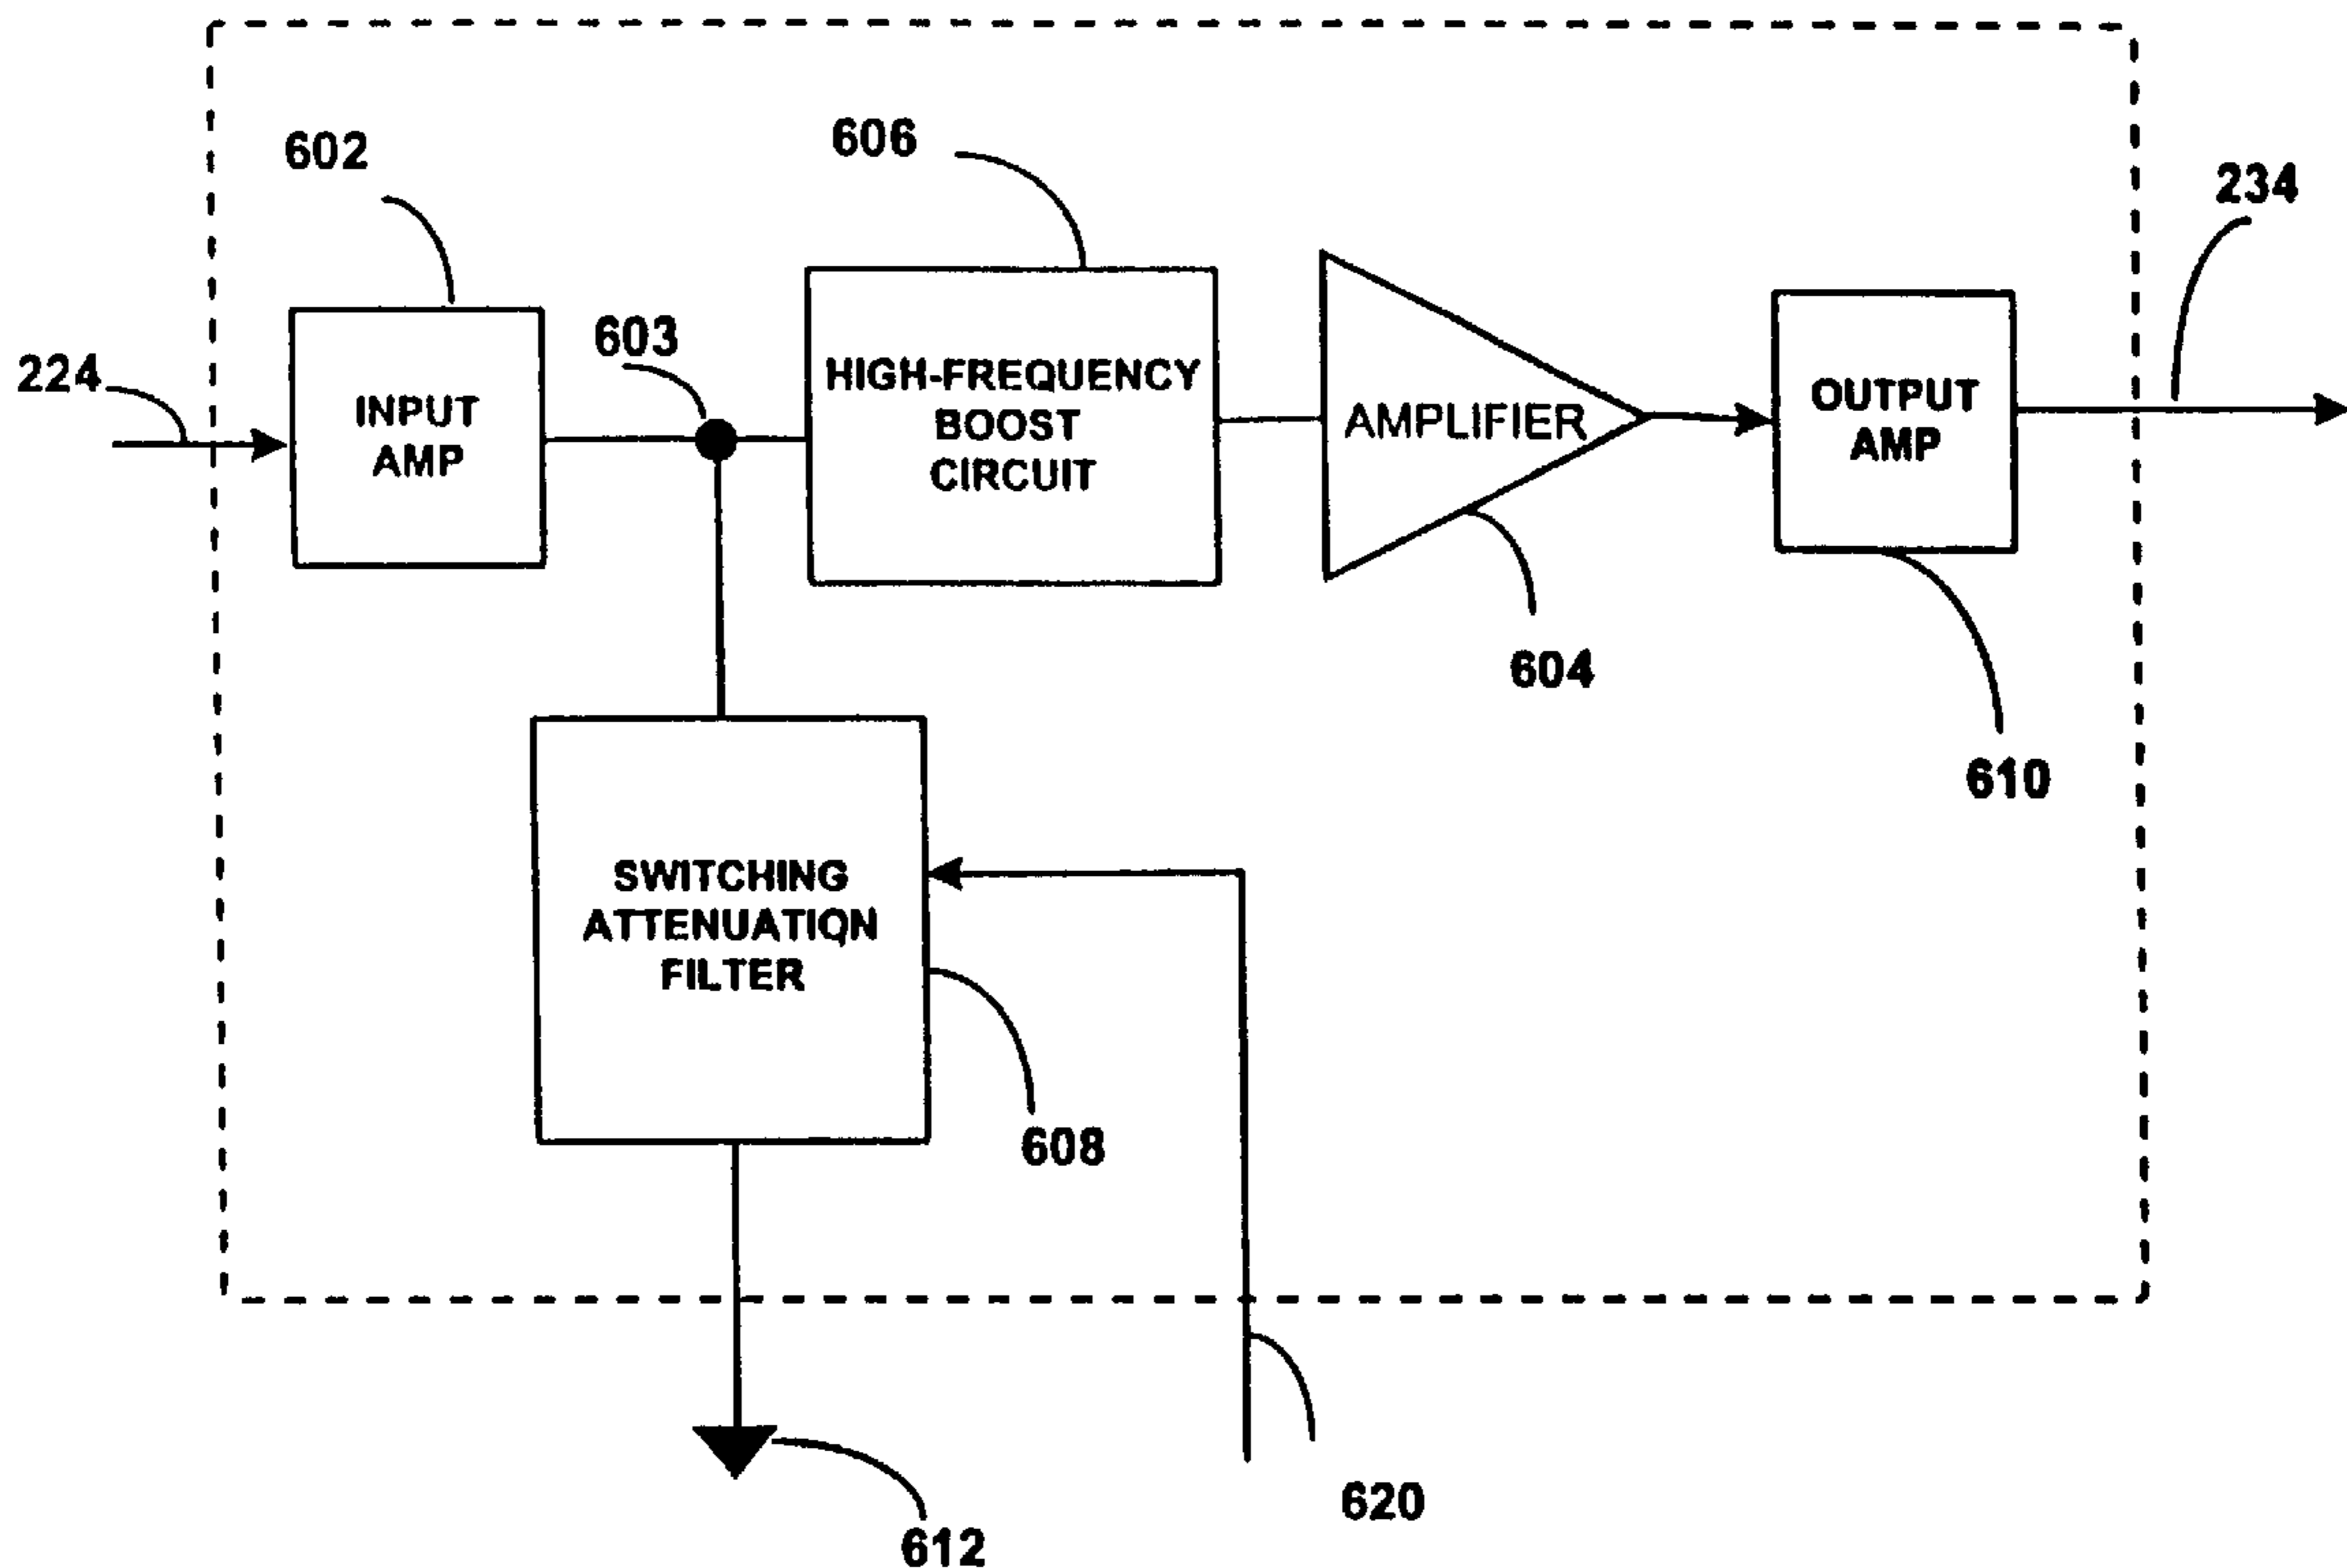 602
606
234
603
224
INPUT
AMP
HIGH-FREQUENCY
BOOST
CIRCUIT
AMPLIFIER
OUTPUT
AMP
604
610
SWITCHING
ATTENUATION
FILTER
608
620
612